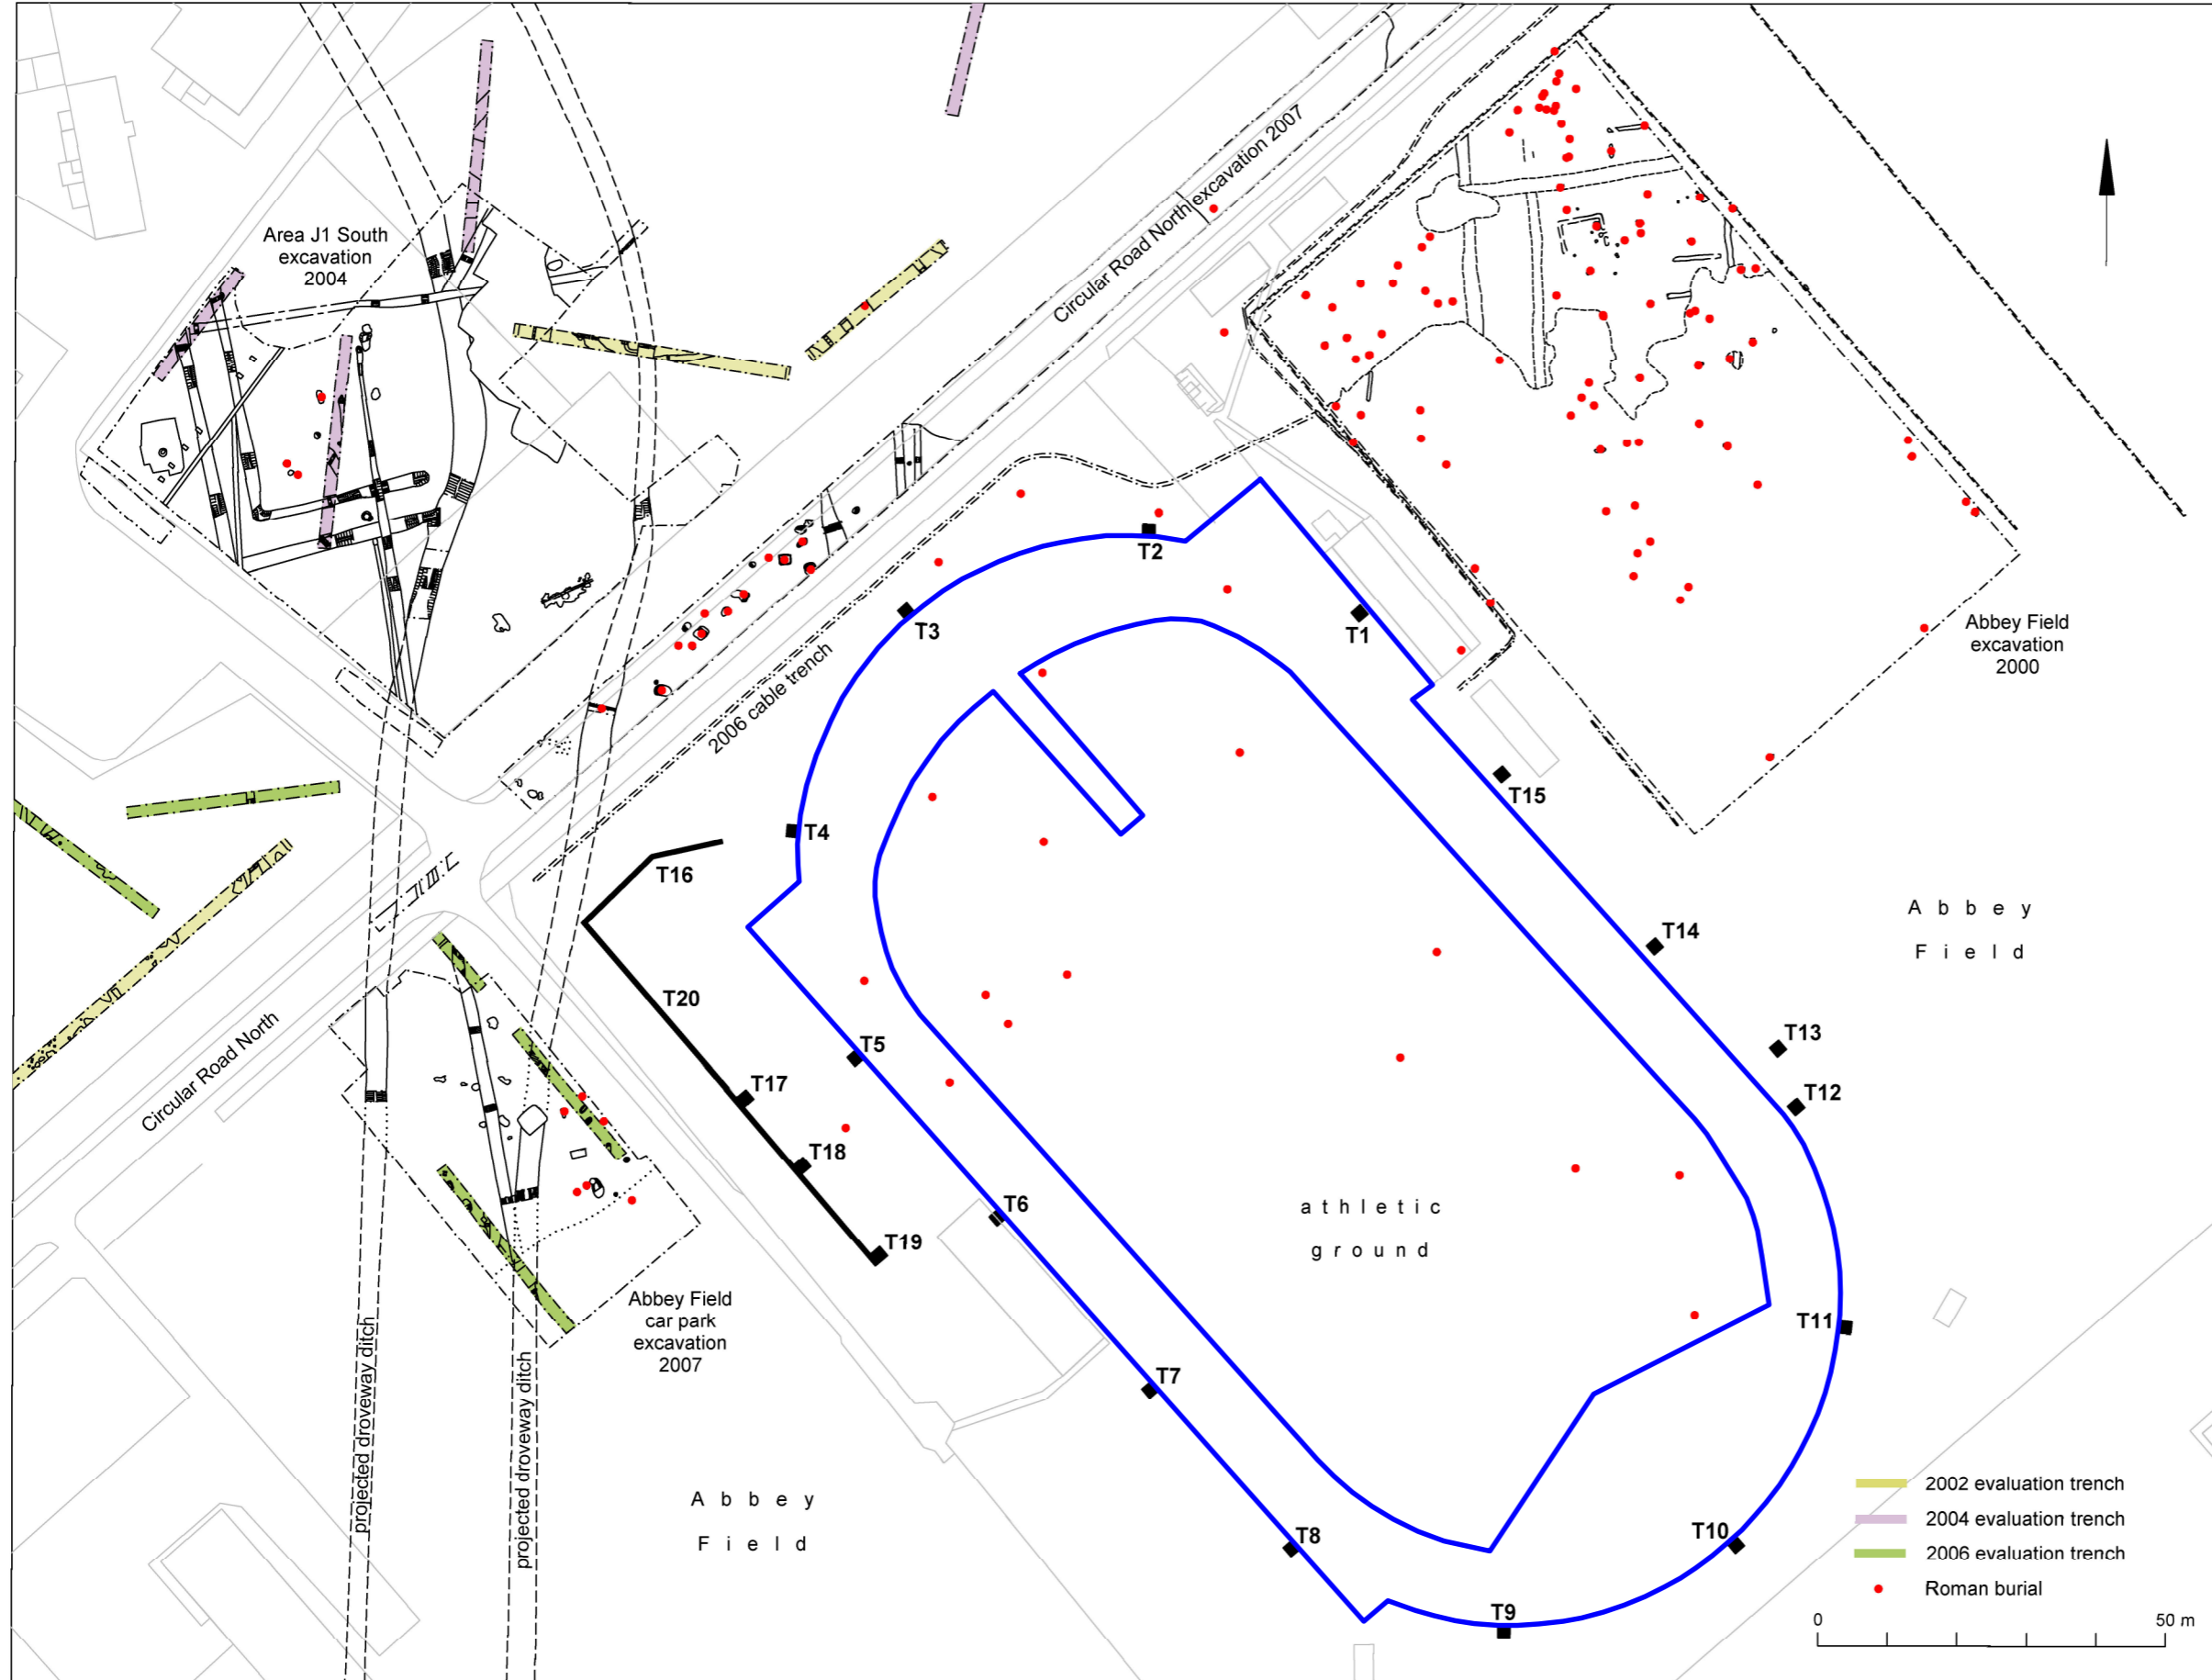 Area J1 South
excavation
2004
Circular Road North excavation 2007
T2
T3
T1
Abbey Field
excavation
2000
2006 cable trench
T15
T4
T16
Abbey
Field
T14
T20
T5
T13
Circular Road North
T17
T12
T18
T6
athletic
ground
T19
Abbey Field
car park
excavation
2007
T11
projected droveway ditch
projected droveway ditch
T7
Abbey
Field
T8
T10
T9
2002 evaluation trench
2004 evaluation trench
2006 evaluation trench
Roman burial
0 50 m